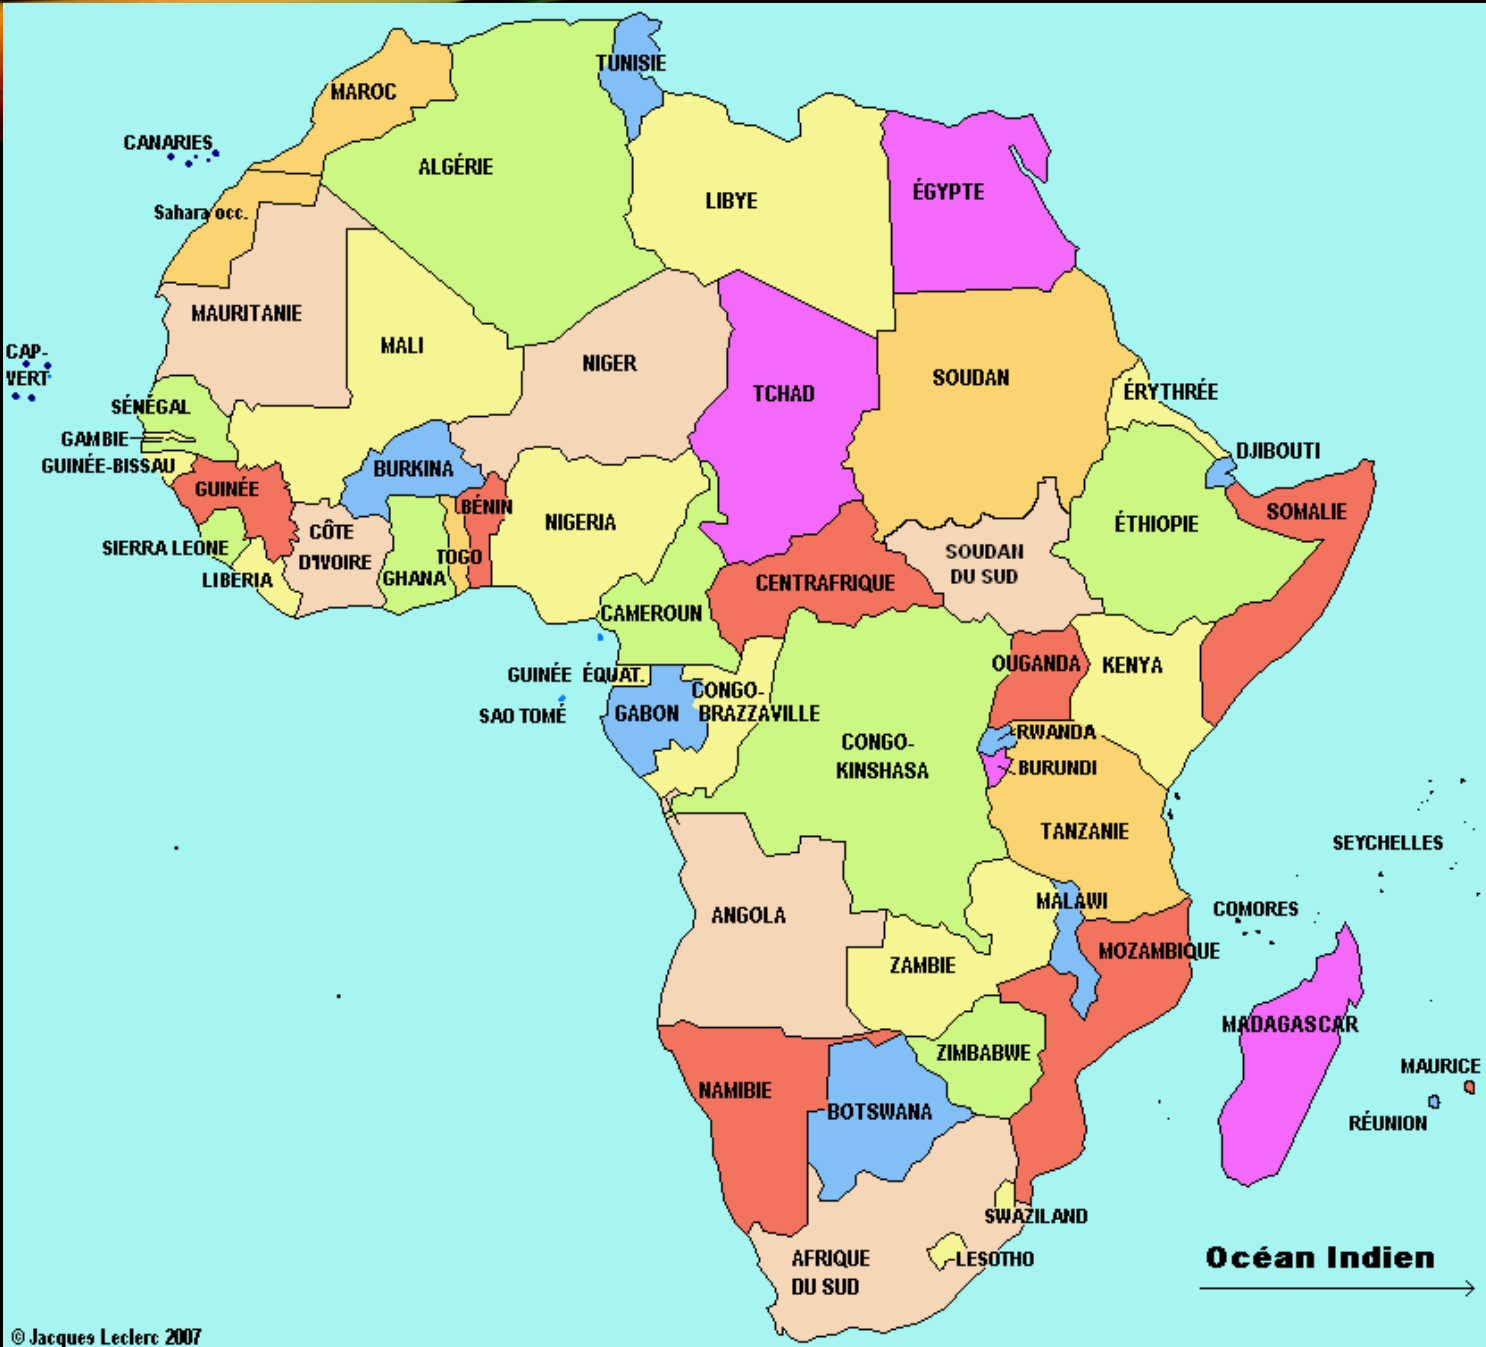 TUNISIE
MAROC
CANARIES
ALGÉRIE
LIBYE
ÉGYPTE
Sahara occ.
MAURITANIE
MALI
NIGER
TCHAD
SOUDAN
CAP-
VERT
ÉRYTHRÉE
SÉNÉGAL
GAMBIE
DJIBOUTI
GUINÉE-BISSAU
BURKINA
GUINÉE
BÉNIN
NIGERIA
SOMALIE
ÉTHIOPIE
CÔTE
D'IVOIRE
SIERRA LEONE
TOGO
SOUDAN
DU SUD
LIBERIA
GHANA
CENTRAFRIQUE
CAMEROUN
OUGANDA
KENYA
GUINÉE ÉQUAT.
CONGO-
BRAZZAVILLE
SAO TOMÉ
GABON
RWANDA
CONGO-
KINSHASA
BURUNDI
TANZANIE
SEYCHELLES
MALAWI
COMORES
ANGOLA
MOZAMBIQUE
ZAMBIE
MADAGASCAR
ZIMBABWE
MAURICE
NAMIBIE
BOTSWANA
RÉUNION
SWAZILAND
AFRIQUE
DU SUD
LESOTHO
Océan Indien
© Jacques Leclerc 2007